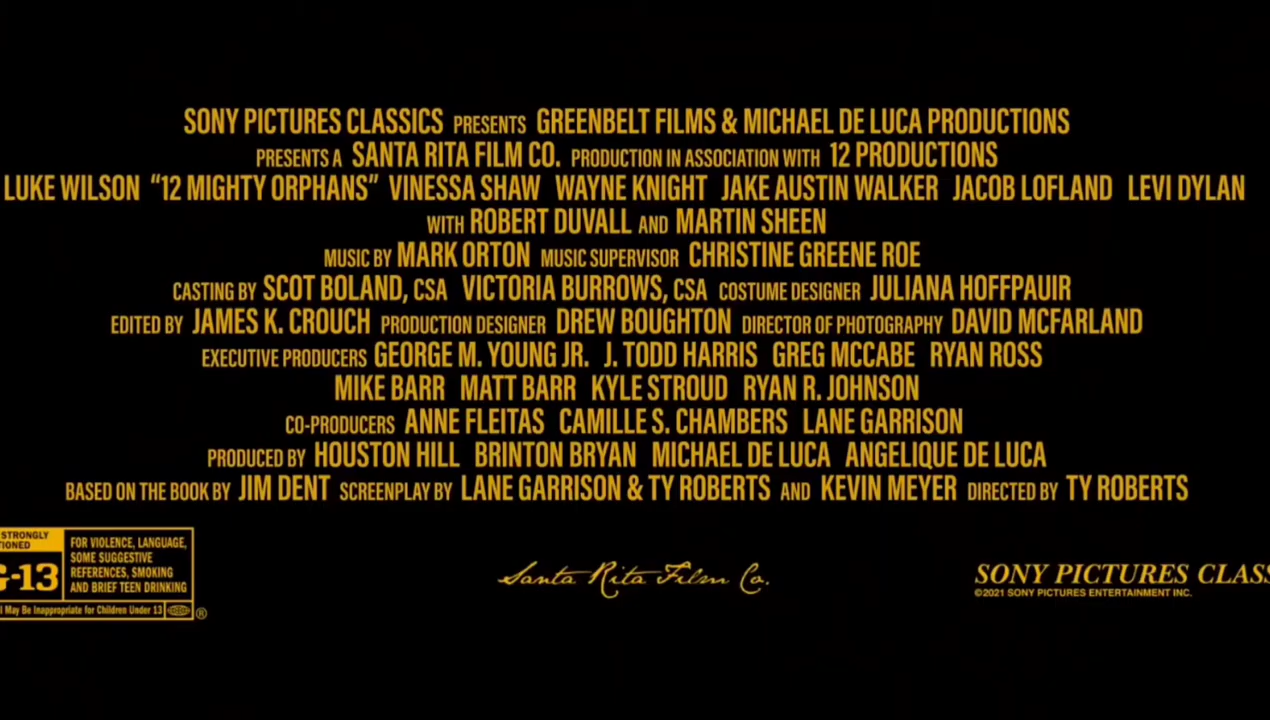 SONY PICTURES CLASSICS PRESENTS GREENBELT FILMS & MICHAEL DE LUCA PRODUCTIONS
PRESENTS A SANTA RITA FILM CO. PRODUCTION IN ASSOCIATION WITH 12 PRODUCTIONS
LUKE WILSON “12 MIGHTY ORPHANS” VINESSA SHAW WAYNE KNIGHT JAKE AUSTIN WALKER JACOB LOFLAND LEVI DYLAN
WITH ROBERT DUVALL AND MARTIN SHEEN
MUSIC BY MARK ORTON MUSIC SUPERVISOR CHRISTINE GREENE ROE
CASTING BY SCOT BOLAND, CSA VICTORIA BURROWS, CSA COSTUME DESIGNER JULIANA HOFFPAUIR
EDITED BY JAMES K. CROUCH PRODUCTION DESIGNER DREW BOUGHTON DIRECTOR OF PHOTOGRAPHY DAVID MCFARLAND
EXECUTIVE PRODUCERS GEORGE M. YOUNG JR. J. TODD HARRIS GREG MCCABE RYAN ROSS
MIKE BARR MATT BARR KYLE STROUD RYAN R. JOHNSON
CO-PRODUCERS ANNE FLEITAS CAMILLE S. CHAMBERS LANE GARRISON
PRODUCED BY HOUSTON HILL BRINTON BRYAN MICHAEL DE LUCA ANGELIQUE DE LUCA
BASED ON THE BOOK BY JIM DENT SCREENPLAY BY LANE GARRISON & TY ROBERTS AND KEVIN MEYER DIRECTED BY TY ROBERTS
STRONGLY
TIONED
G-13
FOR VIOLENCE, LANGUAGE,
SOME SUGGESTIVE
REFERENCES, SMOKING
AND BRIEF TEEN DRINKING
l May Be Inappropriate for Children Under 13 ®
Santa Rita Film Co.
SONY PICTURES CLASS
©2021 SONY PICTURES ENTERTAINMENT INC.